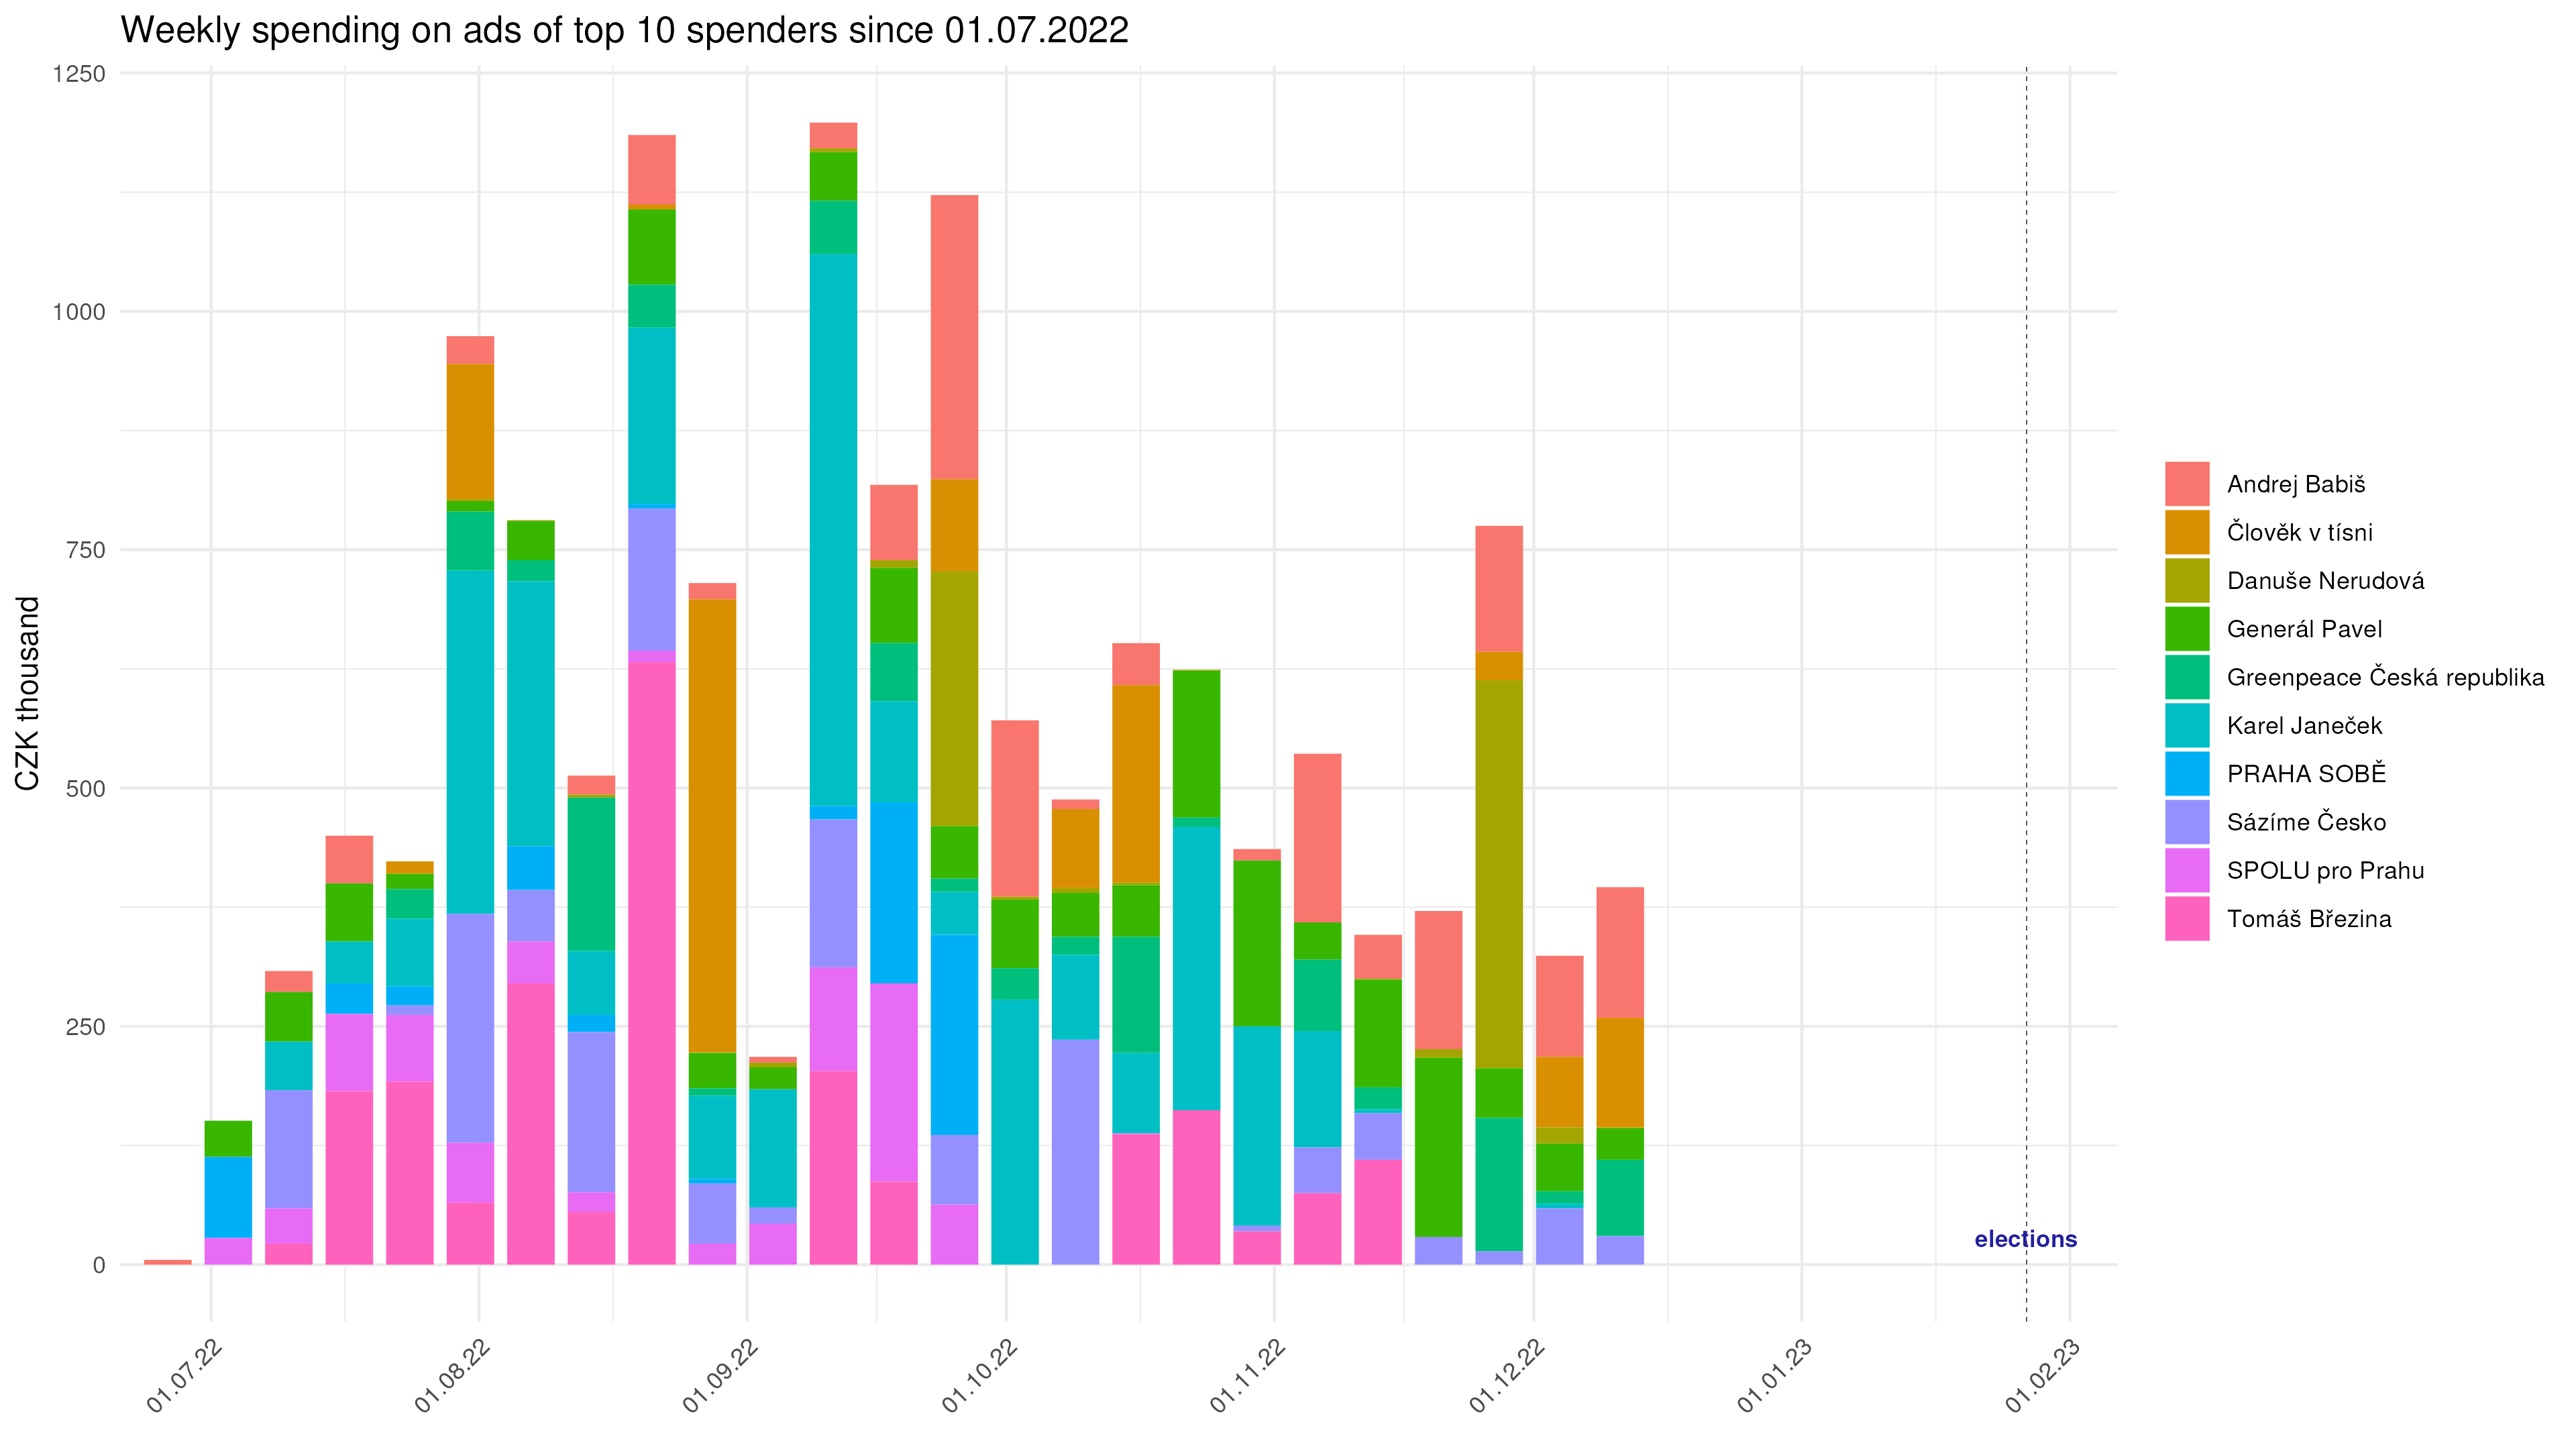 Weekly spending on ads of top 10 spenders since 01.07.2022
CZK thousand
1250
1000
750
500
250
0
01.07.22
01.08.22
01.09.22
01.10.22
01.11.22
01.12.22
01.01.23
01.02.23
elections
Andrej Babiš
Člověk v tísni
Danuše Nerudová
Generál Pavel
Greenpeace Česká republika
Karel Janeček
PRAHA SOBĚ
Sázíme Česko
SPOLU pro Prahu
Tomáš Březina